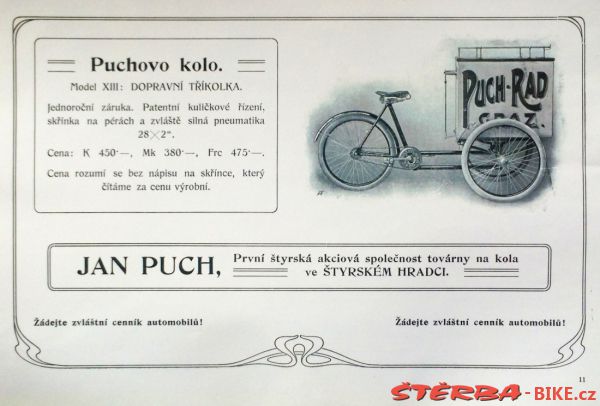 Puchovo kolo.
Model XIII: DOPRAVNÍ TŘÍKOLKA.
Jednoroční záruka. Patentní kuličkové řízení,
skřínka na pérách a zvláště silná pneumatika
28×2".
Cena: K 450·—, Mk 380·—, Frc 475·—.
Cena rozumí se bez nápisu na skřínce, který
čítáme za cenu výrobní.
PUCH-RAD
GRAZ.
JAN PUCH,
První štyrská akciová společnost továrny na kola
ve ŠTYRSKÉM HRADCI.
Žádejte zvláštní cenník automobilů!
Žádejte zvláštní cenník automobilů!
11
ŠTĚRBA-BIKE.cz